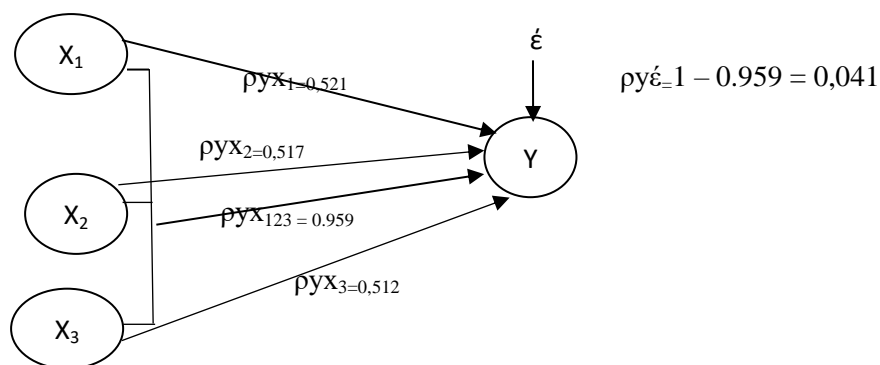 X₁
έ
ρyx₁₌₀,₅₂₁
ρyέ₌1 – 0.959 = 0,041
ρyx₂₌₀,₅₁₇
Y
X₂
ρyx₁₂₃ ₌ ₀.₉₅₉
ρyx₃₌₀,₅₁₂
X₃